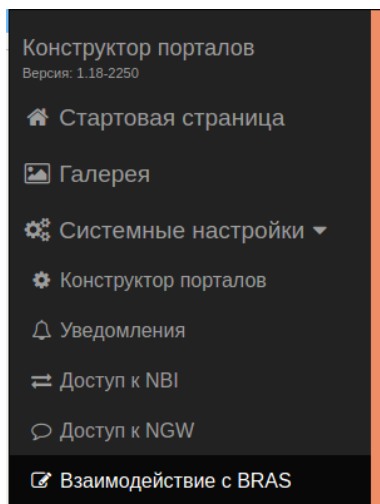 Конструктор порталов
Версия: 1.18-2250
Стартовая страница
Галерея
Системные настройки
Конструктор порталов
Уведомления
Доступ к NBI
Доступ к NGW
Взаимодействие с BRAS